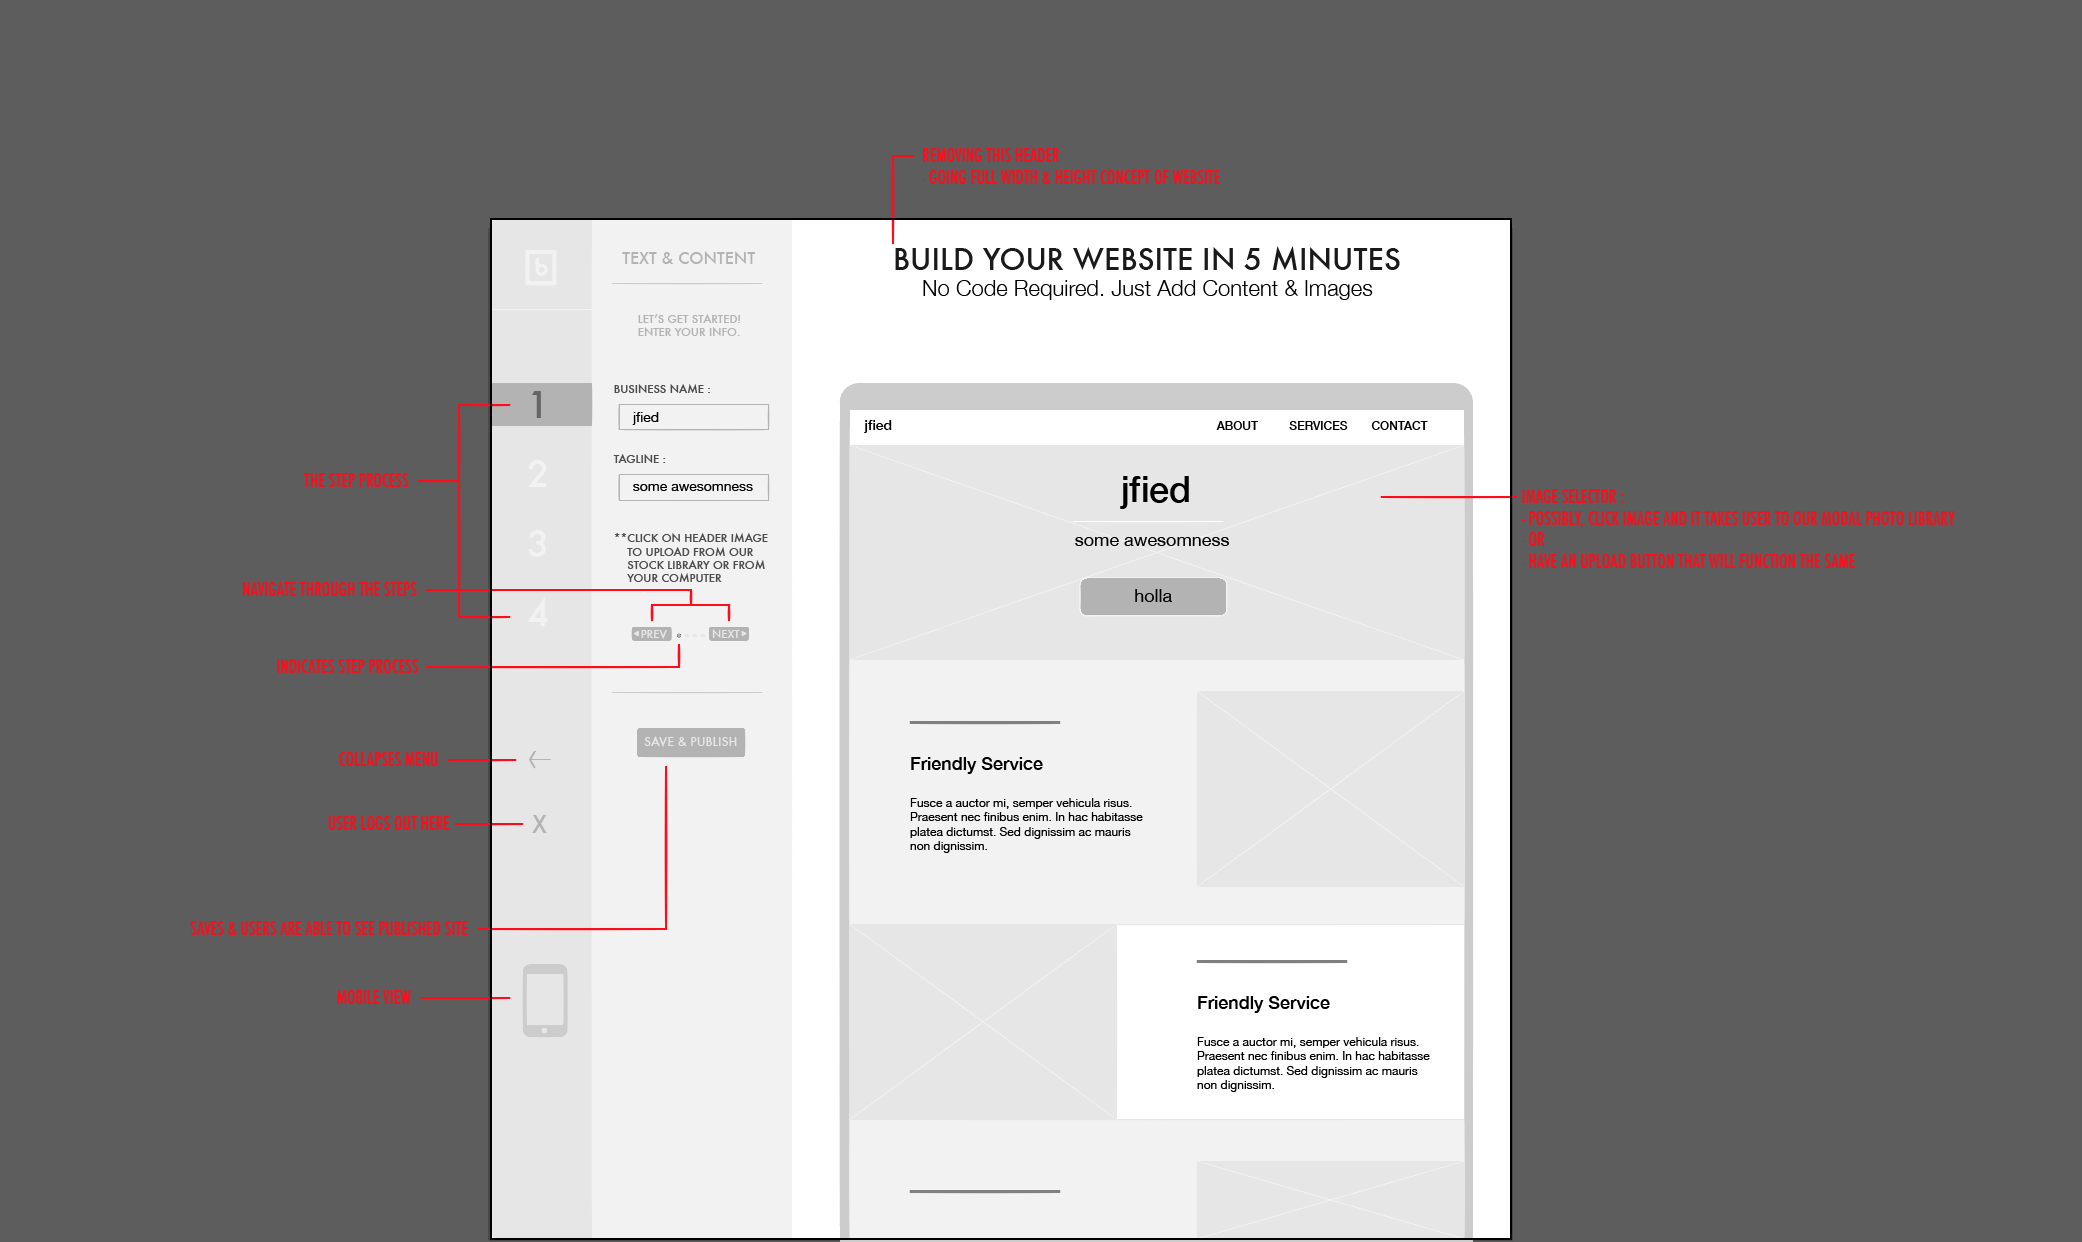 REMOVING THIS HEADER
GOING FULL WIDTH & HEIGHT CONCEPT OF WEBSITE
b
TEXT & CONTENT
LET'S GET STARTED!
ENTER YOUR INFO.
1
2
3
4
BUSINESS NAME :
jfied
TAGLINE :
some awesomness
**CLICK ON HEADER IMAGE
TO UPLOAD FROM OUR
STOCK LIBRARY OR FROM
YOUR COMPUTER
PREV
NEXT
SAVE & PUBLISH
X
THE STEP PROCESS
NAVIGATE THROUGH THE STEPS
INDICATES STEP PROCESS
COLLAPSES MENU
USER LOGS OUT HERE
SAVES & USERS ARE ABLE TO SEE PUBLISHED SITE
MOBILE VIEW
BUILD YOUR WEBSITE IN 5 MINUTES
No Code Required. Just Add Content & Images
jfied ABOUT SERVICES CONTACT
jfied
some awesomness
holla
Friendly Service
Fusce a auctor mi, semper vehicula risus.
Praesent nec finibus enim. In hac habitasse
platea dictumst. Sed dignissim ac mauris
non dignissim.
Friendly Service
Fusce a auctor mi, semper vehicula risus.
Praesent nec finibus enim. In hac habitasse
platea dictumst. Sed dignissim ac mauris
non dignissim.
IMAGE SELECTOR :
- POSSIBLY, CLICK IMAGE AND IT TAKES USER TO OUR MODAL PHOTO LIBRARY
OR
HAVE AN UPLOAD BUTTON THAT WILL FUNCTION THE SAME